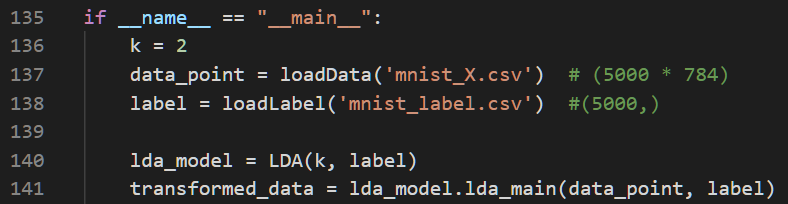 135 if __name__ == "__main__":
136 k = 2
137 data_point = loadData('mnist_X.csv') # (5000 * 784)
138 label = loadLabel('mnist_label.csv') #(5000,)
139
140 lda_model = LDA(k, label)
141 transformed_data = lda_model.lda_main(data_point, label)